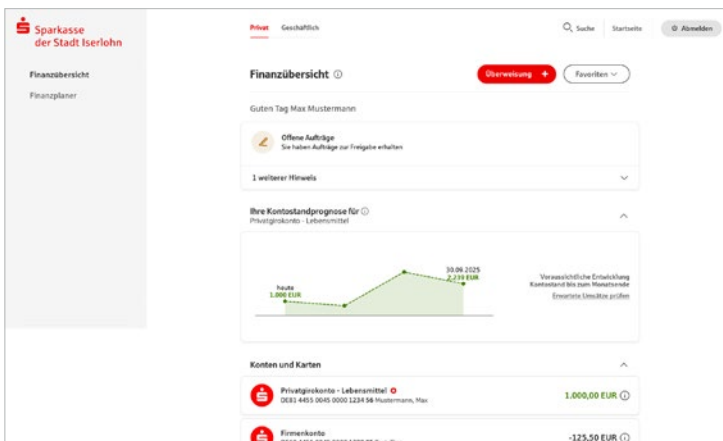 Sparkasse
der Stadt Iserlohn
Privat Geschäftlich
Suche Startseite Abmelden
Finanzübersicht
Finanzplaner
Finanzübersicht
Überweisung +
Favoriten
Guten Tag Max Mustermann
Offene Aufträge
Sie haben Aufträge zur Freigabe erhalten
1 weiterer Hinweis
Ihre Kontostandprognose für
Privatgirokonto - Lebensmittel
heute
1.000 EUR
30.09.2025
2.230 EUR
Voraussichtliche Entwicklung
Kontostand bis zum Monatsende
Erwartete Umsätze prüfen
Konten und Karten
Privatgirokonto - Lebensmittel
DE81 4455 0045 0000 1234 56 Mustermann, Max
1.000,00 EUR
Firmenkonto
-125,50 EUR